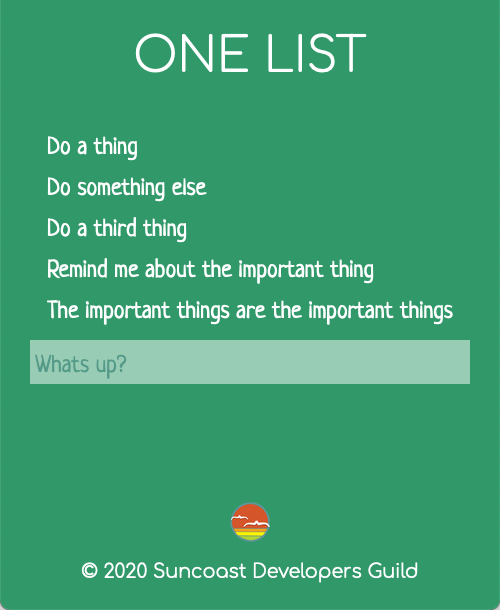 ONE LIST
Do a thing
Do something else
Do a third thing
Remind me about the important thing
The important things are the important things
Whats up?
© 2020 Suncoast Developers Guild